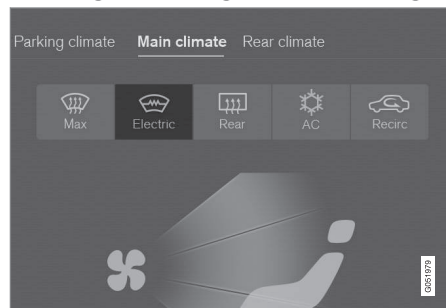 Parking climate Main climate Rear climate
Max Electric Rear AC Recirc
G051979